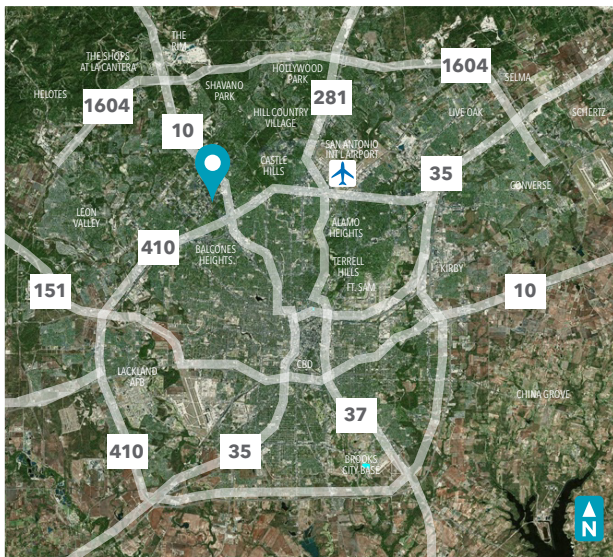 THE
RIM
THE SHOPS
AT LA CANTERA
HOLLYWOOD
PARK
1604
SELMA
HELOTES
1604
SHAVANO
PARK
281
HILL COUNTRY
VILLAGE
LIVE OAK
SCHERTZ
10
SAN ANTONIO
INT'L AIRPORT
CASTLE
HILLS
35
CONVERSE
LEON
VALLEY
ALAMO
HEIGHTS
410
BALCONES
HEIGHTS
TERRELL
HILLS
KIRBY
151
FT. SAM
10
CBD
LACKLAND
AFB
CHINA GROVE
37
410
35
BROOKS
CITY BASE
N